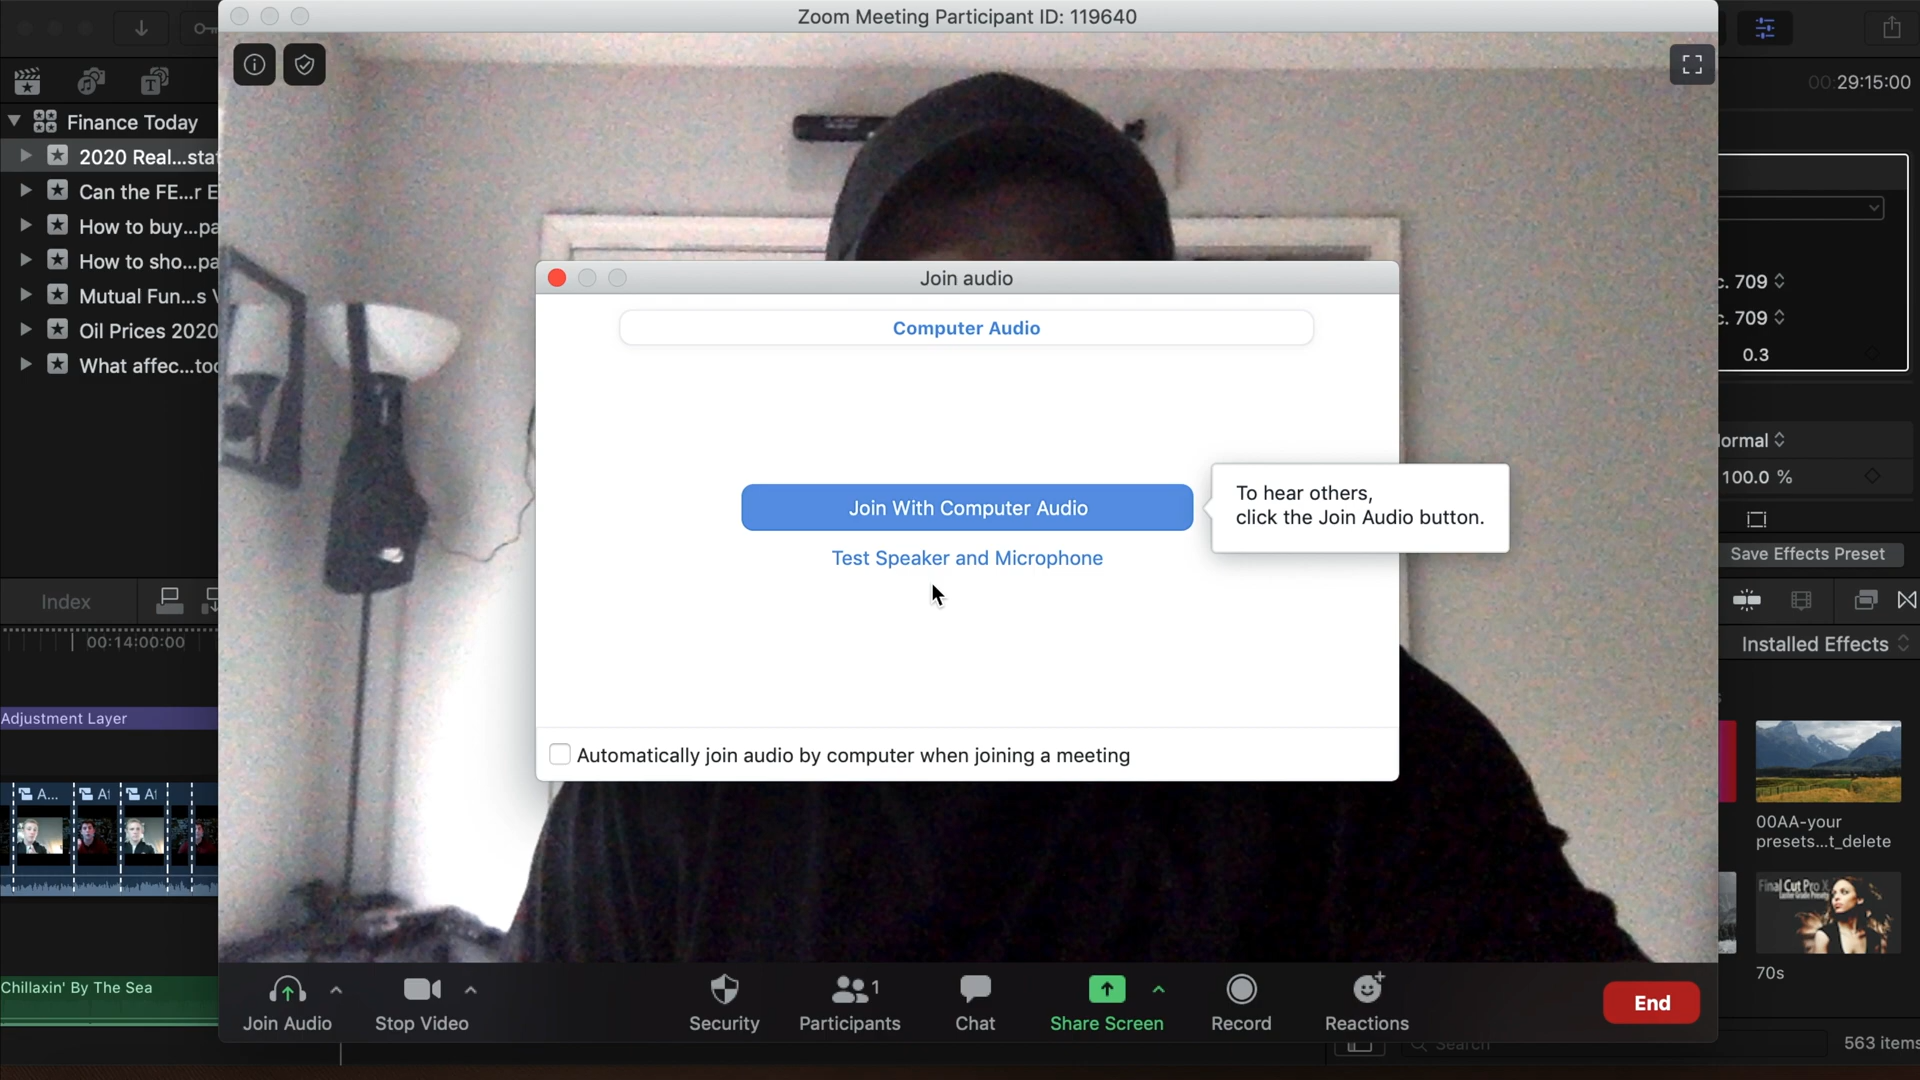 Zoom Meeting Participant ID: 119640
00:29:15:00
Finance Today
2020 Real...sta
Can the FE...r E
How to buy...pa
How to sho...pa
Mutual Fun...s V
Oil Prices 2020
What affec...too
Join audio
Computer Audio
Join With Computer Audio
To hear others,
click the Join Audio button.
Test Speaker and Microphone
Automatically join audio by computer when joining a meeting
c. 709
c. 709
0.3
ormal
100.0 %
Save Effects Preset
Index
00:14:00:00
Installed Effects
Adjustment Layer
A...
A
A
00AA-your
presets...t_delete
Final Cut Pro X
70s
Chillaxin' By The Sea
1
Join Audio
Stop Video
Security
Participants
Chat
Share Screen
Record
Reactions
End
Search
563 items